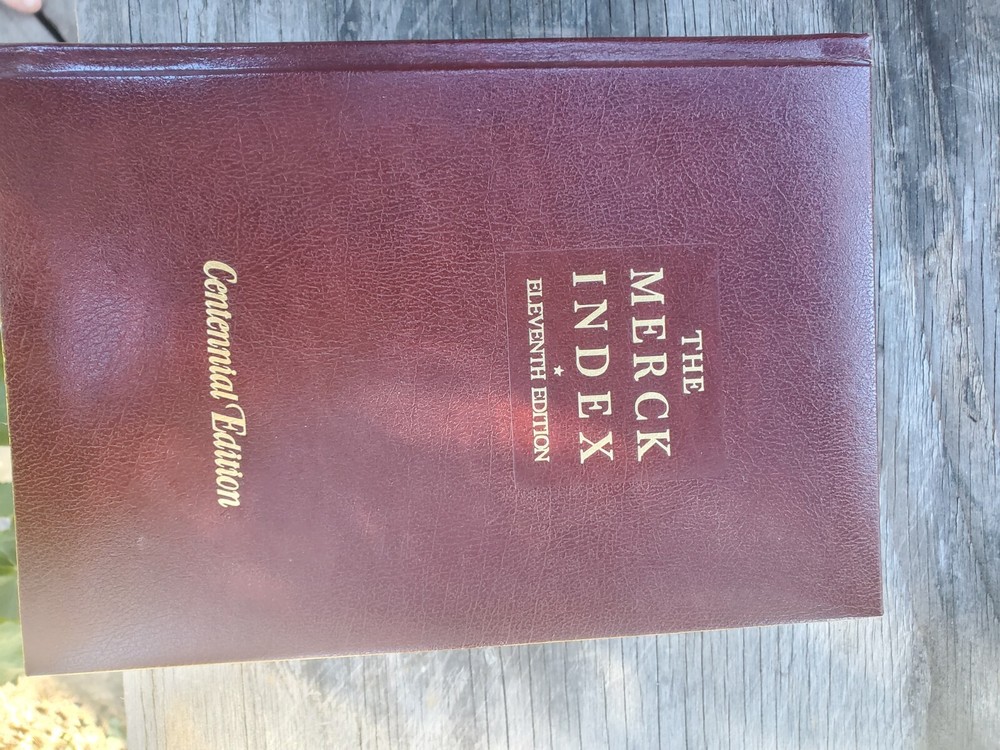 THE
MERCK
INDEX
ELEVENTH EDITION
Centennial Edition